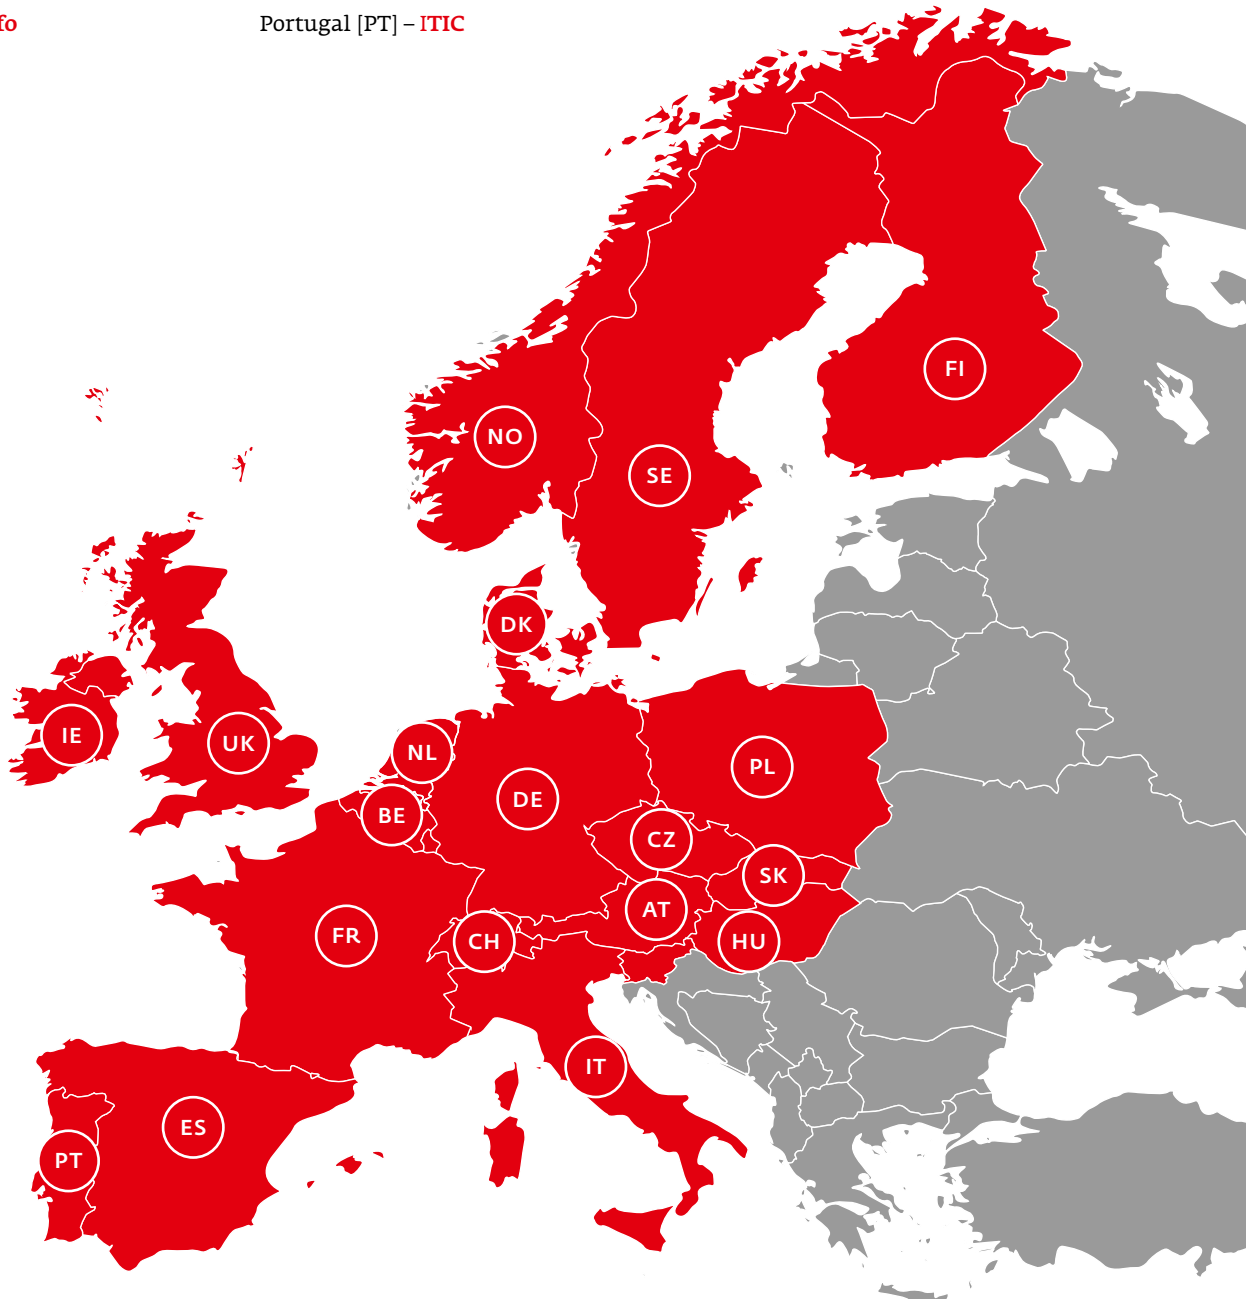 fo
Portugal [PT] – ITIC
FI
NO
SE
DK
IE
UK
NL
PL
DE
BE
CZ
SK
AT
FR
CH
HU
IT
ES
PT